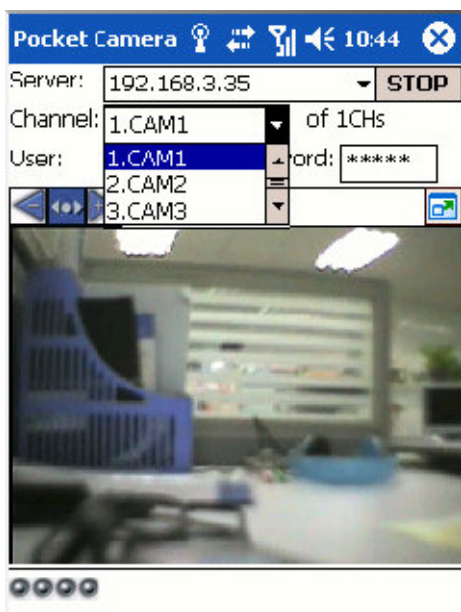 Pocket Camera 10:44
Server: 192.168.3.35 STOP
Channel: 1.CAM1 of 1CHs
User: 1.CAM1 ord: *****
2.CAM2
3.CAM3